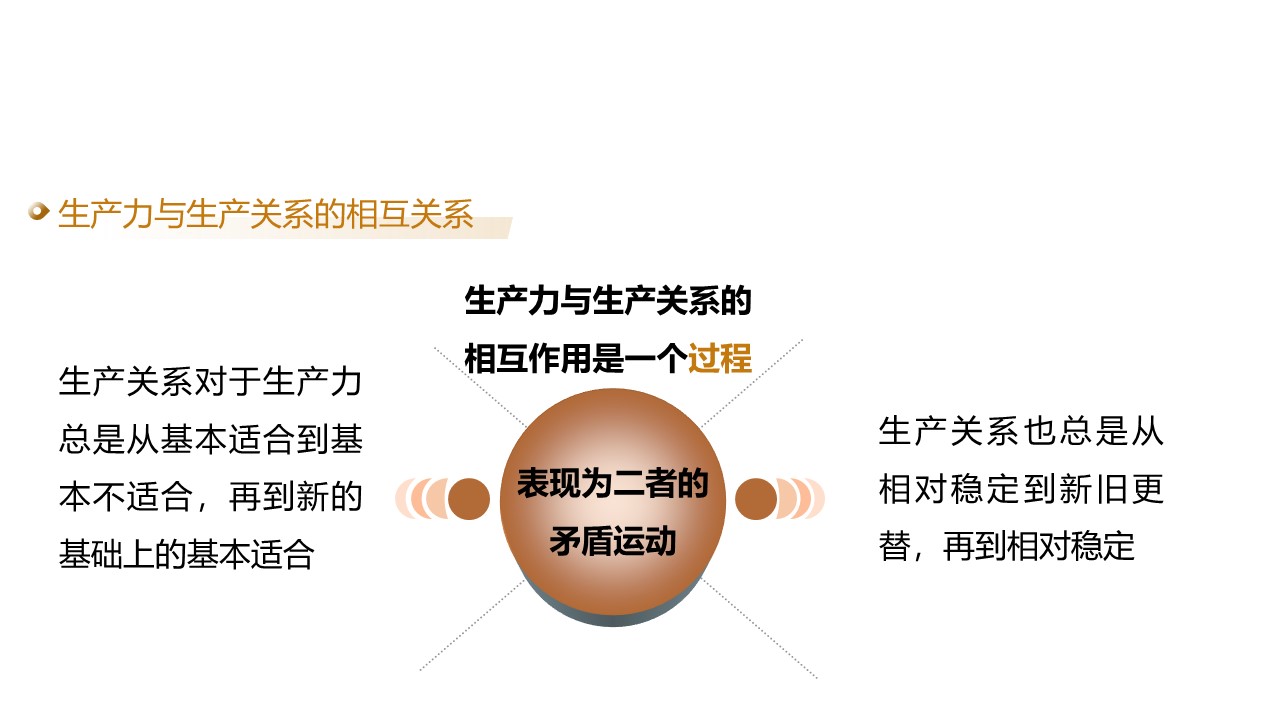 生产力与生产关系的相互关系
生产力与生产关系的
相互作用是一个过程
生产关系对于生产力
总是从基本适合到基
本不适合，再到新的
基础上的基本适合
表现为二者的
矛盾运动
生产关系也总是从
相对稳定到新旧更
替，再到相对稳定